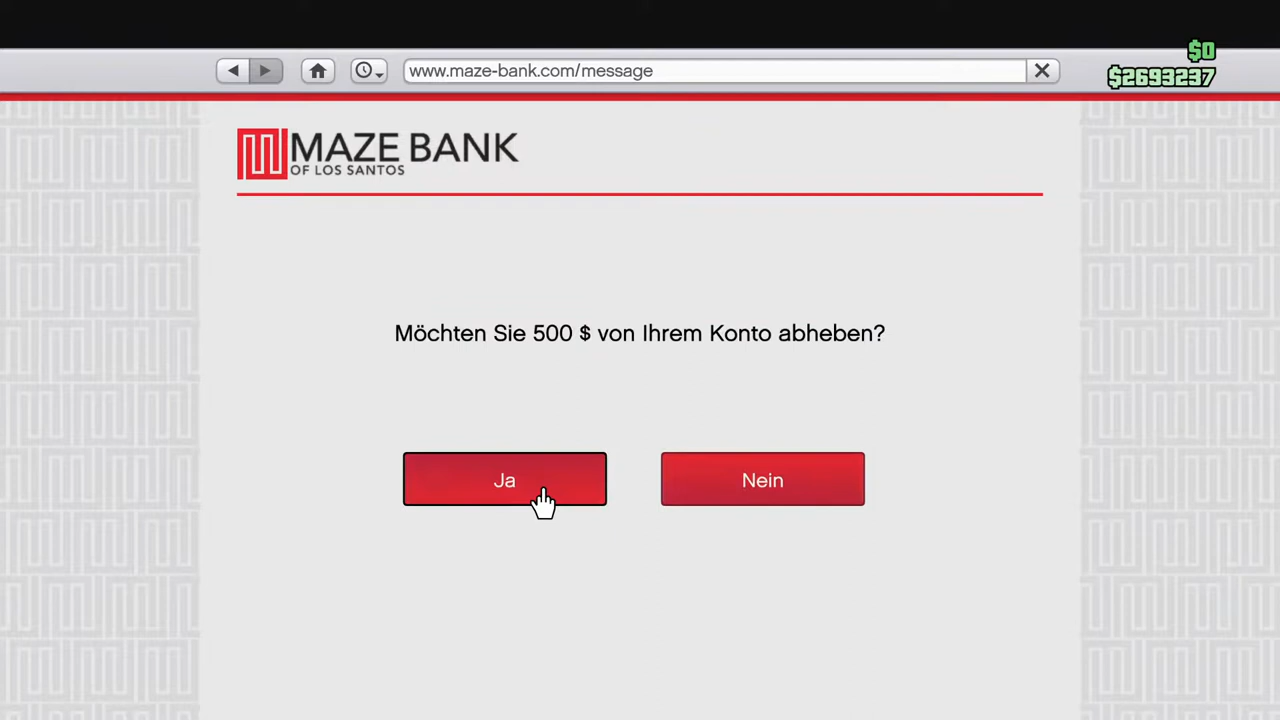 $0
www.maze-bank.com/message
$2693237
MAZE BANK
OF LOS SANTOS
Möchten Sie 500 $ von Ihrem Konto abheben?
Ja
Nein